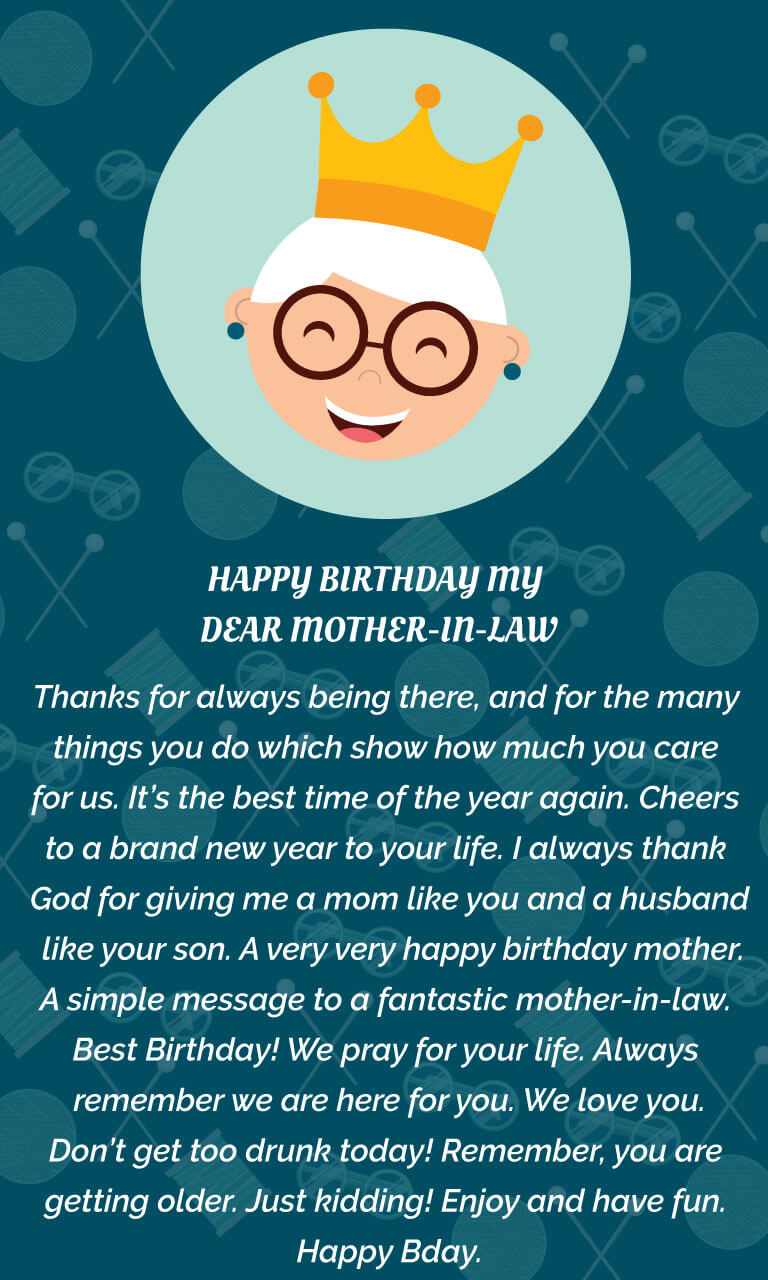 HAPPY BIRTHDAY MY
DEAR MOTHER-IN-LAW
Thanks for always being there, and for the many
things you do which show how much you care
for us. It’s the best time of the year again. Cheers
to a brand new year to your life. I always thank
God for giving me a mom like you and a husband
like your son. A very very happy birthday mother.
A simple message to a fantastic mother-in-law.
Best Birthday! We pray for your life. Always
remember we are here for you. We love you.
Don’t get too drunk today! Remember, you are
getting older. Just kidding! Enjoy and have fun.
Happy Bday.